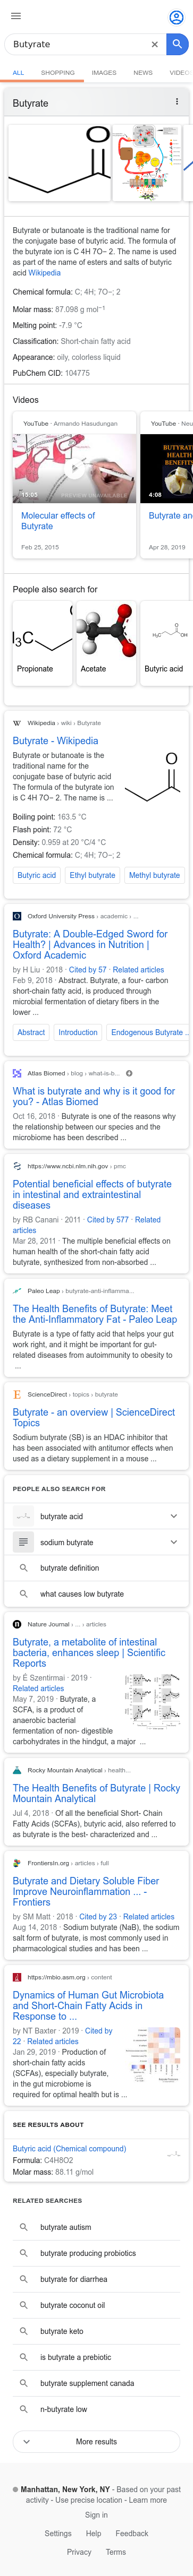 Butyrate
ALL SHOPPING IMAGES NEWS VIDEO
Butyrate
Butyrate or butanoate is the traditional name for
the conjugate base of butyric acid. The formula of
the butyrate ion is C 4H 7O− 2. The name is used
as part of the name of esters and salts of butyric
acid Wikipedia
Chemical formula: C; 4H; 7O−; 2
Molar mass: 87.098 g mol⁻¹
Melting point: -7.9 °C
Classification: Short-chain fatty acid
Appearance: oily, colorless liquid
PubChem CID: 104775
Videos
YouTube · Armando Hasudungan
15:03
PREVIEW UNAVAILABLE
Molecular effects of
Butyrate
Feb 25, 2015
YouTube · Neu
BUTYRAT
HEALTH
BENEFITS
4:08
Butyrate an
Apr 28, 2019
People also search for
Propionate
Acetate
Butyric acid
Wikipedia › wiki › Butyrate
Butyrate - Wikipedia
Butyrate or butanoate is the
traditional name for the
conjugate base of butyric acid
The formula of the butyrate ion
is C 4H 7O− 2. The name is ...
Boiling point: 163.5 °C
Flash point: 72 °C
Density: 0.959 at 20 °C/4 °C
Chemical formula: C; 4H; 7O−; 2
Butyric acid Ethyl butyrate Methyl butyrate
Oxford University Press › academic › ...
Butyrate: A Double-Edged Sword for
Health? | Advances in Nutrition |
Oxford Academic
by H Liu · 2018 · Cited by 57 · Related articles
Feb 9, 2018 · Abstract. Butyrate, a four- carbon
short-chain fatty acid, is produced through
microbial fermentation of dietary fibers in the
lower ...
Abstract Introduction Endogenous Butyrate ...
Atlas Biomed › blog › what-is-b...
What is butyrate and why is it good for
you? - Atlas Biomed
Oct 16, 2018 · Butyrate is one of the reasons why
the relationship between our species and the
microbiome has been described ...
https://www.ncbi.nlm.nih.gov › pmc
Potential beneficial effects of butyrate
in intestinal and extraintestinal
diseases
by RB Canani · 2011 · Cited by 577 · Related
articles
Mar 28, 2011 · The multiple beneficial effects on
human health of the short-chain fatty acid
butyrate, synthesized from non-absorbed ...
Paleo Leap › butyrate-anti-inflamma...
The Health Benefits of Butyrate: Meet
the Anti-Inflammatory Fat - Paleo Leap
Butyrate is a type of fatty acid that helps your gut
work right, and it might be important for gut-
related diseases from autoimmunity to obesity to
...
ScienceDirect › topics › butyrate
Butyrate - an overview | ScienceDirect
Topics
Sodium butyrate (SB) is an HDAC inhibitor that
has been associated with antitumor effects when
used as a dietary supplement in a mouse ...
PEOPLE ALSO SEARCH FOR
butyrate acid
sodium butyrate
butyrate definition
what causes low butyrate
Nature Journal › ... › articles
Butyrate, a metabolite of intestinal
bacteria, enhances sleep | Scientific
Reports
by É Szentirmai · 2019 ·
Related articles
May 7, 2019 · Butyrate, a
SCFA, is a product of
anaerobic bacterial
fermentation of non- digestible
carbohydrates in the hindgut, a major ...
Rocky Mountain Analytical › health...
The Health Benefits of Butyrate | Rocky
Mountain Analytical
Jul 4, 2018 · Of all the beneficial Short- Chain
Fatty Acids (SCFAs), butyric acid, also referred to
as butyrate is the best- characterized and ...
FrontiersIn.org › articles › full
Butyrate and Dietary Soluble Fiber
Improve Neuroinflammation ... -
Frontiers
by SM Matt · 2018 · Cited by 23 · Related articles
Aug 14, 2018 · Sodium butyrate (NaB), the sodium
salt form of butyrate, is most commonly used in
pharmacological studies and has been ...
https://mbio.asm.org › content
Dynamics of Human Gut Microbiota
and Short-Chain Fatty Acids in
Response to ...
by NT Baxter · 2019 · Cited by
22 · Related articles
Jan 29, 2019 · Production of
short-chain fatty acids
(SCFAs), especially butyrate,
in the gut microbiome is
required for optimal health but is ...
SEE RESULTS ABOUT
Butyric acid (Chemical compound)
Formula: C4H8O2
Molar mass: 88.11 g/mol
RELATED SEARCHES
butyrate autism
butyrate producing probiotics
butyrate for diarrhea
butyrate coconut oil
butyrate keto
is butyrate a prebiotic
butyrate supplement canada
n-butyrate low
More results
Manhattan, New York, NY - Based on your past
activity - Use precise location - Learn more
Sign in
Settings Help Feedback
Privacy Terms